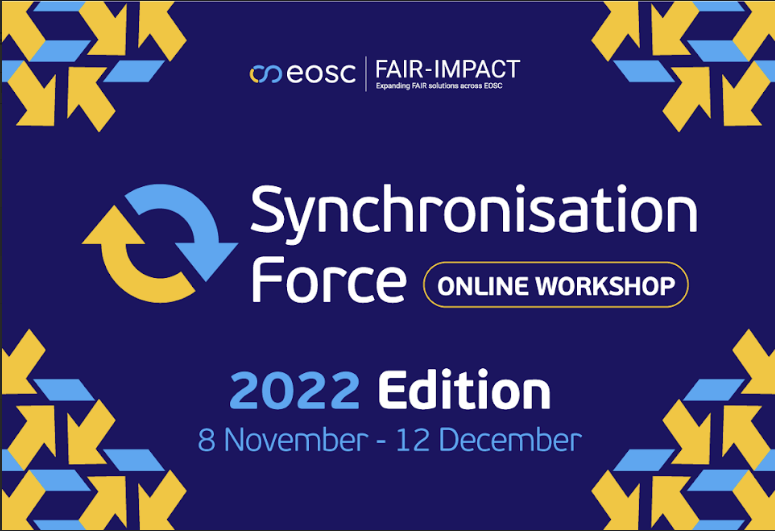 eosc FAIR-IMPACT
Expanding FAIR solutions across EOSC
Synchronisation
Force ONLINE WORKSHOP
2022 Edition
8 November - 12 December